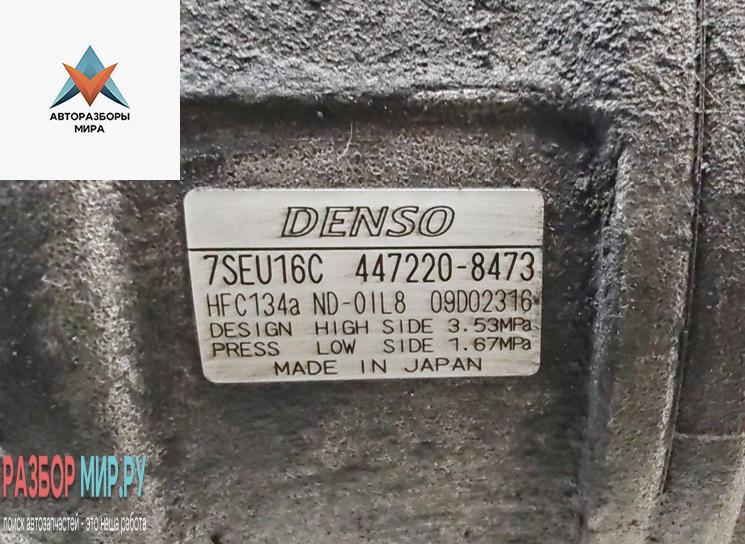 АВТОРАЗБОРЫ
МИРА
DENSO
7SEU16C 447220-8473
HFC134a ND-OIL8 09D02316
DESIGN HIGH SIDE 3.53MPa
PRESS LOW SIDE 1.67MPa
MADE IN JAPAN
РАЗБОР МИР.РУ
поиск автозапчастей - это наша работа